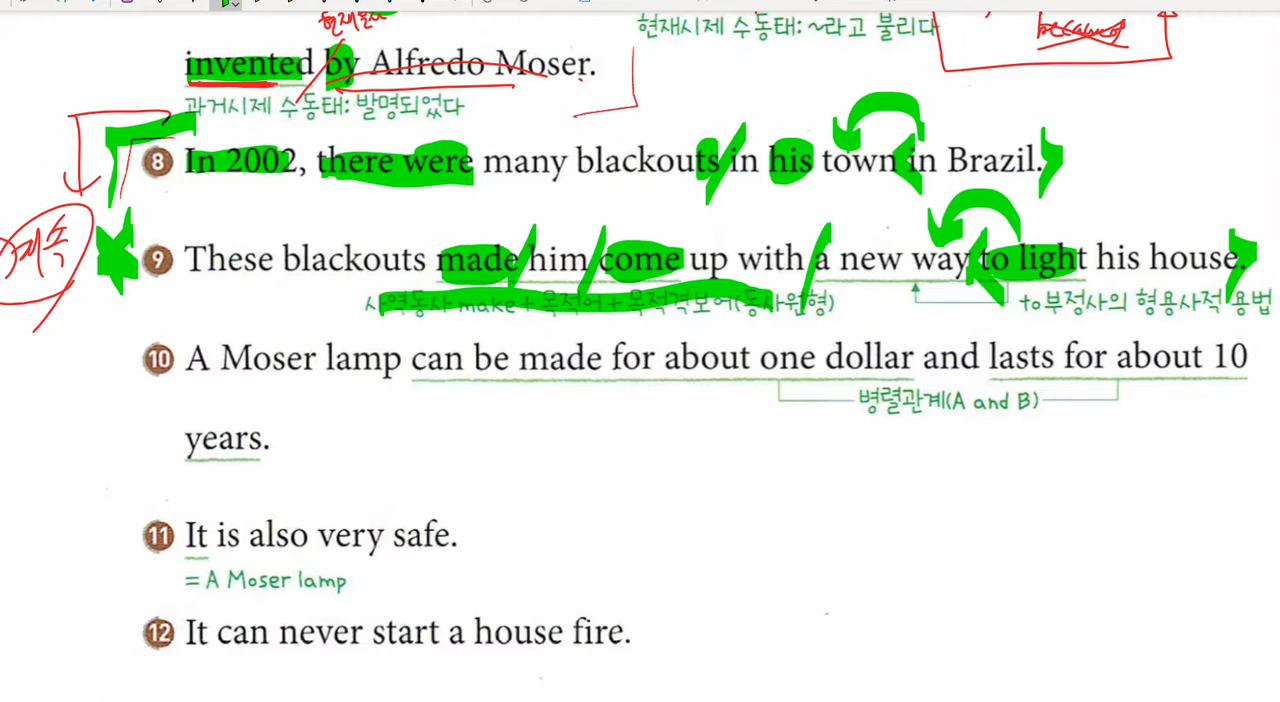 현재시제 수동태: ~라고 불리다
because
invented by Alfredo Moser.
과거시제 수동태: 발명되었다
⑧ In 2002, there were many blackouts in his town in Brazil.
⑨ These blackouts made him come up with a new way to light his house.
사역동사 make + 목적어 + 목적격보어(동사원형)
to부정사의 형용사적 용법
⑩ A Moser lamp can be made for about one dollar and lasts for about 10
병렬관계(A and B)
years.
⑪ It is also very safe.
= A Moser lamp
⑫ It can never start a house fire.